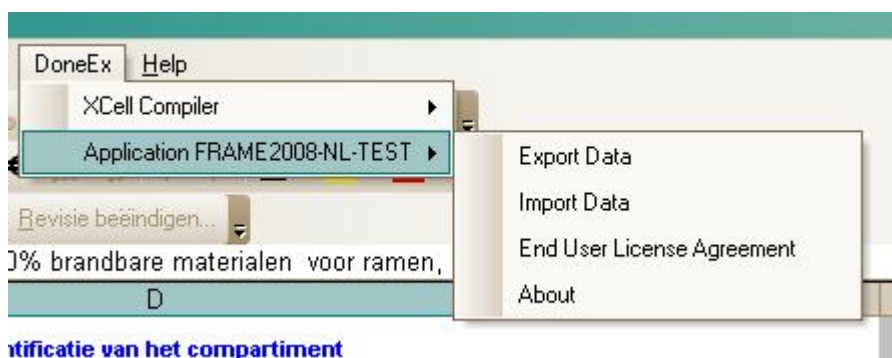 DoneEx Help
XCell Compiler
Application FRAME2008-NL-TEST
Export Data
Import Data
End User License Agreement
About
Revisie beëindigen...
0% brandbare materialen voor ramen,
D
ntificatie van het compartiment